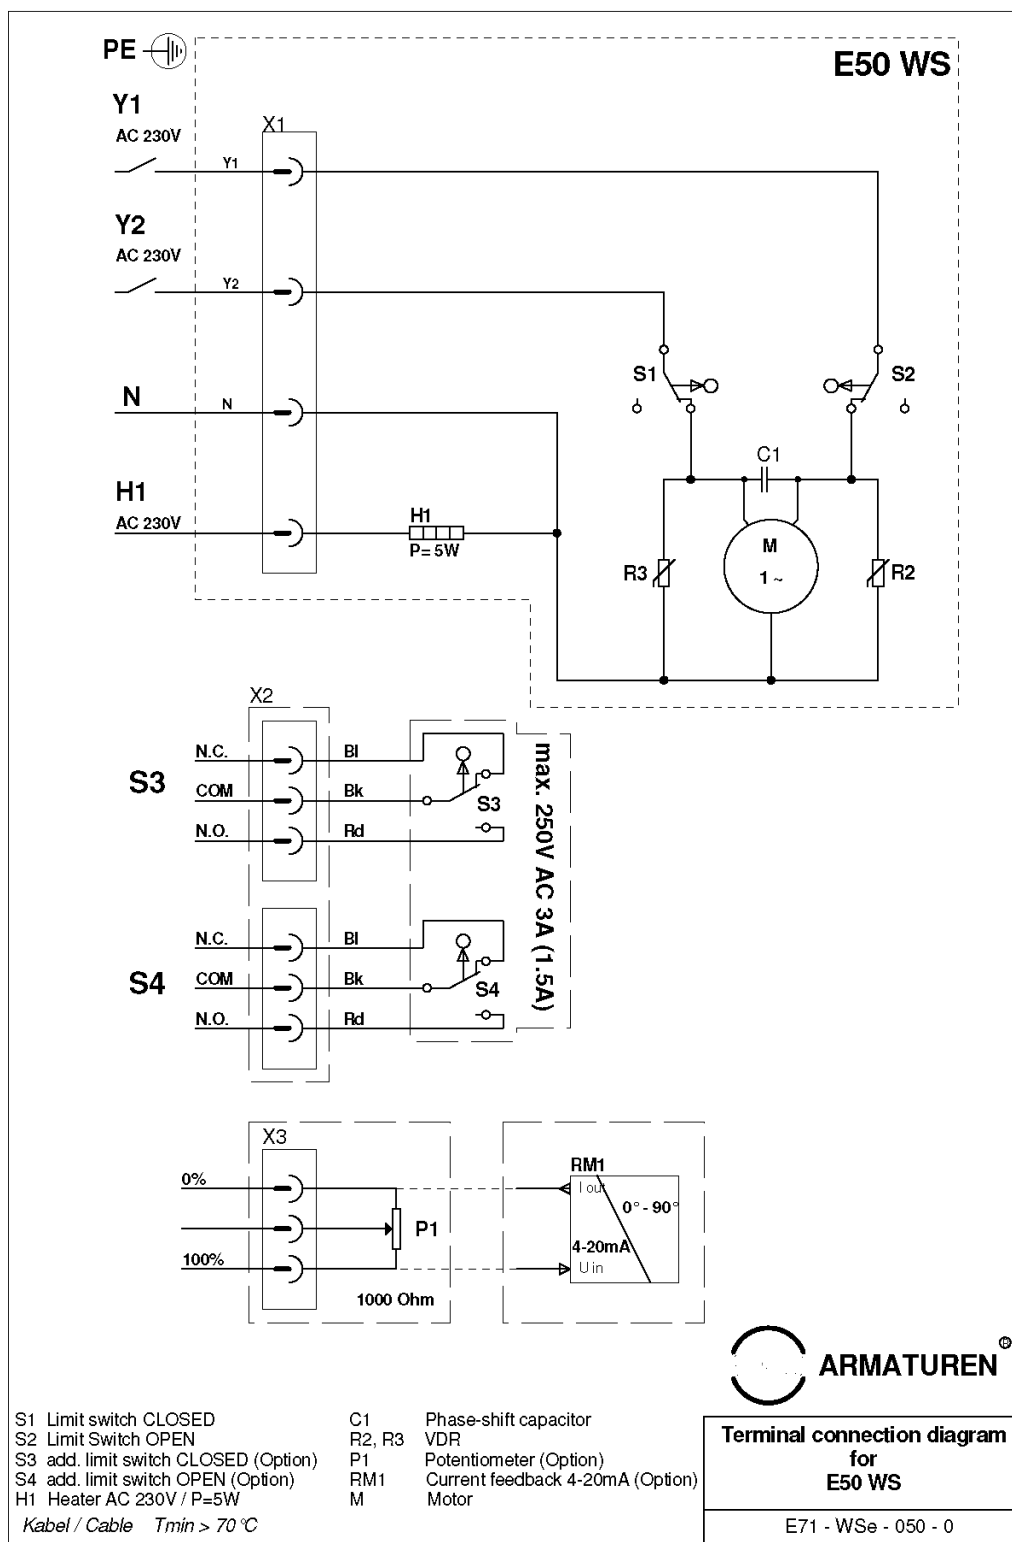 PE
E50 WS
Y1
AC 230V
X1
Y1
Y2
AC 230V
Y2
N
N
S1
S2
C1
H1
AC 230V
H1
P= 5W
M
1 ~
R3
R2
X2
S3
N.C.
Bl
COM
Bk
S3
N.O.
Rd
max. 250V AC 3A (1.5A)
S4
N.C.
Bl
COM
Bk
S4
N.O.
Rd
X3
0%
P1
100%
1000 Ohm
RM1
I out
0° - 90°
4-20mA
U in
ARMATUREN ®
S1 Limit switch CLOSED
S2 Limit Switch OPEN
S3 add. limit switch CLOSED (Option)
S4 add. limit switch OPEN (Option)
H1 Heater AC 230V / P=5W
Kabel / Cable Tmin > 70 °C
C1 Phase-shift capacitor
R2, R3 VDR
P1 Potentiometer (Option)
RM1 Current feedback 4-20mA (Option)
M Motor
Terminal connection diagram
for
E50 WS
E71 - WSe - 050 - 0